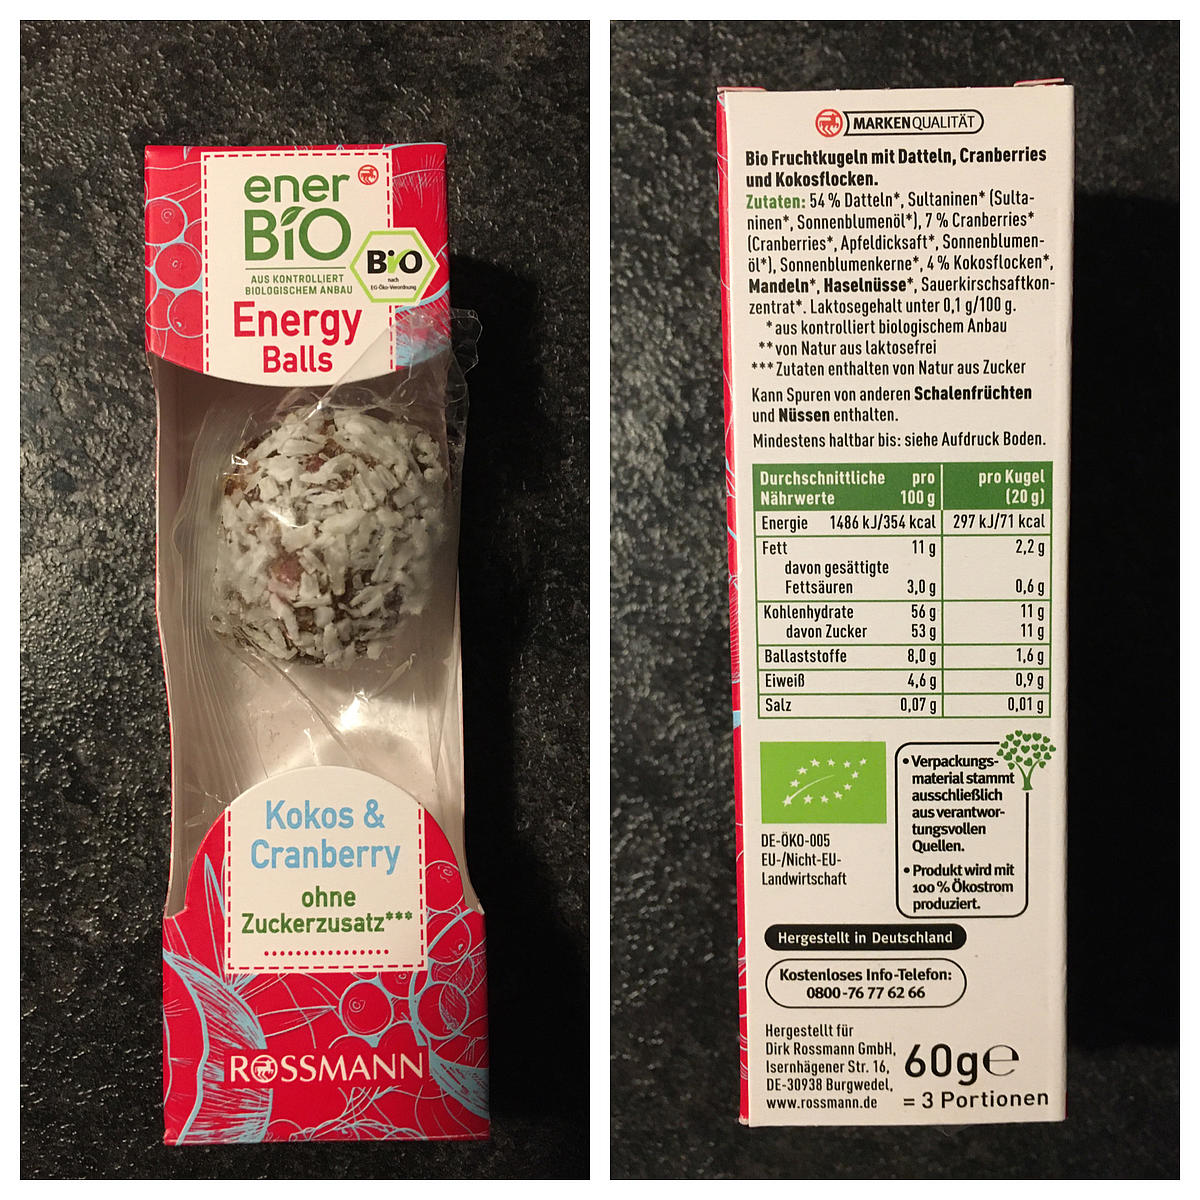 ener
BiO
AUS KONTROLLIERT
BIOLOGISCHEM ANBAU
BiO
nach
EG-Öko-Verordnung
Energy
Balls
Kokos &
Cranberry
ohne
Zuckerzusatz***
ROSSMANN
MARKENQUALITÄT
Bio Fruchtkugeln mit Datteln, Cranberries
und Kokosflocken.
Zutaten: 54 % Datteln*, Sultaninen* (Sulta-
ninen*, Sonnenblumenöl*), 7 % Cranberries*
(Cranberries*, Apfeldicksaft*, Sonnenblumen-
öl*), Sonnenblumenkerne*, 4 % Kokosflocken*,
Mandeln*, Haselnüsse*, Sauerkirschsaftkon-
zentrat*. Laktosegehalt unter 0,1 g/100 g.
* aus kontrolliert biologischem Anbau
** von Natur aus laktosefrei
*** Zutaten enthalten von Natur aus Zucker
Kann Spuren von anderen Schalenfrüchten
und Nüssen enthalten.
Mindestens haltbar bis: siehe Aufdruck Boden.
Durchschnittliche pro pro Kugel
Nährwerte 100 g (20 g)
Energie 1486 kJ/354 kcal 297 kJ/71 kcal
Fett 11 g 2,2 g
davon gesättigte
Fettsäuren 3,0 g 0,6 g
Kohlenhydrate 56 g 11 g
davon Zucker 53 g 11 g
Ballaststoffe 8,0 g 1,6 g
Eiweiß 4,6 g 0,9 g
Salz 0,07 g 0,01 g
DE-ÖKO-005
EU-/Nicht-EU-
Landwirtschaft
• Verpackungs-
material stammt
ausschließlich
aus verantwor-
tungsvollen
Quellen.
• Produkt wird mit
100 % Ökostrom
produziert.
Hergestellt in Deutschland
Kostenloses Info-Telefon:
0800-76 77 62 66
Hergestellt für
Dirk Rossmann GmbH,
Isernhägener Str. 16,
DE-30938 Burgwedel,
www.rossmann.de
60g e
= 3 Portionen